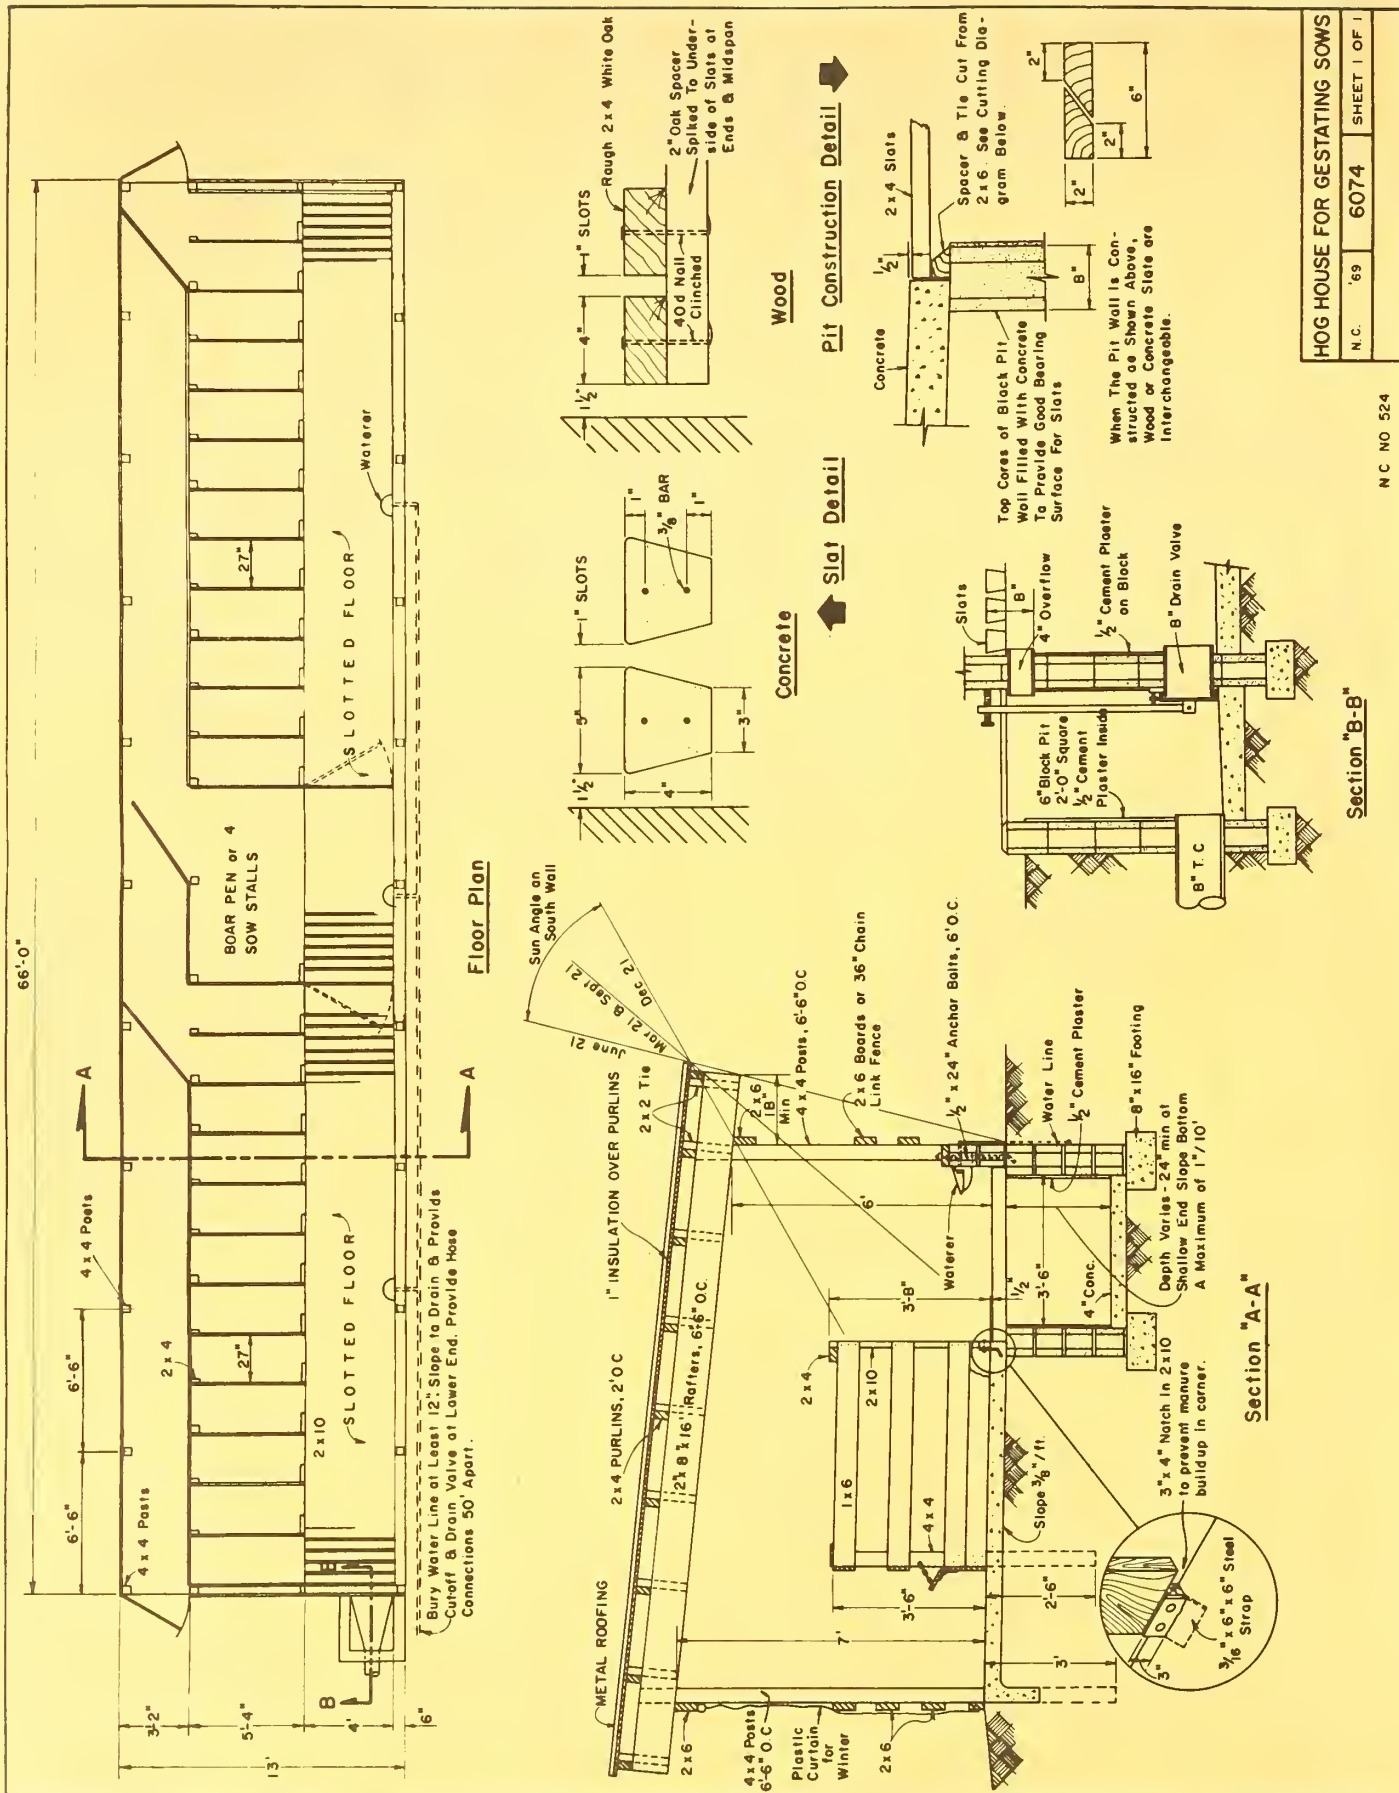 66'-0"
A
A
4 x 4 Posts
6'-6"
6'-6"
4 x 4 Pasts
2 x 4
27"
2 x 10
SLOTTED FLOOR
BOAR PEN or 4
SOW STALLS
27"
SLOTTED FLOOR
Waterer
3'-2"
5'-4"
4'
6"
13'
B
Bury Water Line at Least 12". Slope to Drain & Provide
Cutoff & Drain Valve at Lower End. Provide Hose
Connections 50' Apart.
Floor Plan
METAL ROOFING
2 x 4 PURLINS, 2' O C
1" INSULATION OVER PURLINS
2" x 8" x 16' Rafters, 6'-6" O.C.
2 x 2 Tie
June 21
Mar 21 & Sept 21
Dec 21
Sun Angle an
South Wall
2 x 6
18"
Min
4 x 4 Posts, 6'-6" O.C
2 x 6 Boards or 36" Chain
Link Fence
1/2" x 24" Anchor Balts, 6' O.C.
Water Line
1/2" Cement Plaster
8" x 16" Footing
2 x 6
4 x 4 Posts
6'-6" O.C
Plastic
Curtain
for
Winter
2 x 6
7'
3'-6"
2'-6"
3'
1 x 6
2 x 4
2 x 10
4 x 4
3'-8"
6'
Waterer
1/2"
3'-6"
4" Conc.
Slope 3/8"/ft.
Depth Varies - 24" min at
Shallow End Slope Bottom
A Maximum of 1"/10'
3" x 4" Natch In 2 x 10
to prevent manure
buildup in carner.
3"
3/16" x 6" x 6" Steel
Strap
Section "A-A"
1 1/2"
5"
1" SLOTS
4"
3"
1"
3/8" BAR
1"
Concrete
1 1/2"
4"
1" SLOTS
Raugh 2 x 4 White Oak
40d Nail
Clinched
2" Oak Spacer
Spiked To Under-
side of Slats at
Ends & Midspan
Wood
Slat Detail
Pit Construction Detail
Concrete
1/2"
2 x 4 Slats
Spacer & Tie Cut From
2 x 6. See Cutting Dia-
gram Below.
8"
Top Cores of Black Pit
Wall Filled With Concrete
To Pravide Good Bearing
Surface For Slats
2"
2"
2"
6"
When The Pit Wall Is Con-
structed as Shown Above,
Wood or Concrete Slats are
Interchangeable.
Slats
8"
4" Overflow
1/2" Cement Plaster
an Block
8" Drain Valve
6" Block Pit
2'-0" Square
1/2" Cement
Plaster Inside
8" T. C
Section "B-B"
N C NO 524
HOG HOUSE FOR GESTATING SOWS
N.C. '69 6074 SHEET 1 OF 1